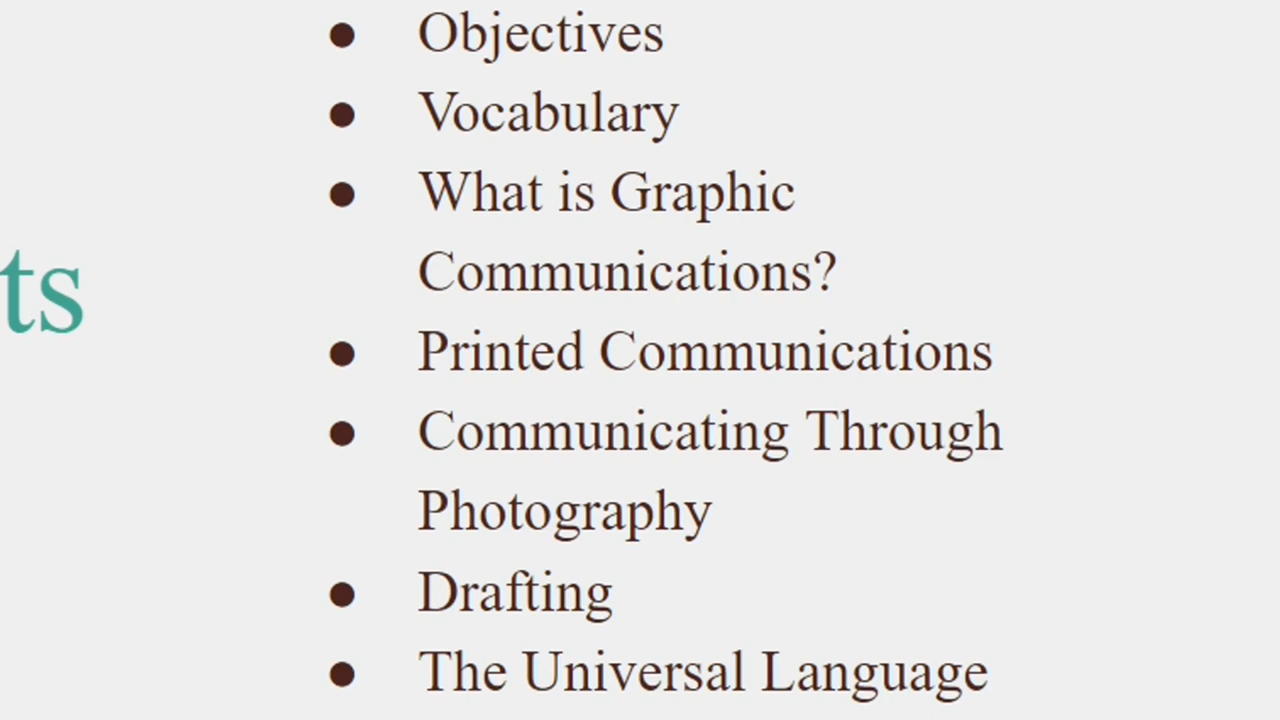 ● Objectives
● Vocabulary
● What is Graphic
Communications?
ts
● Printed Communications
● Communicating Through
Photography
● Drafting
● The Universal Language